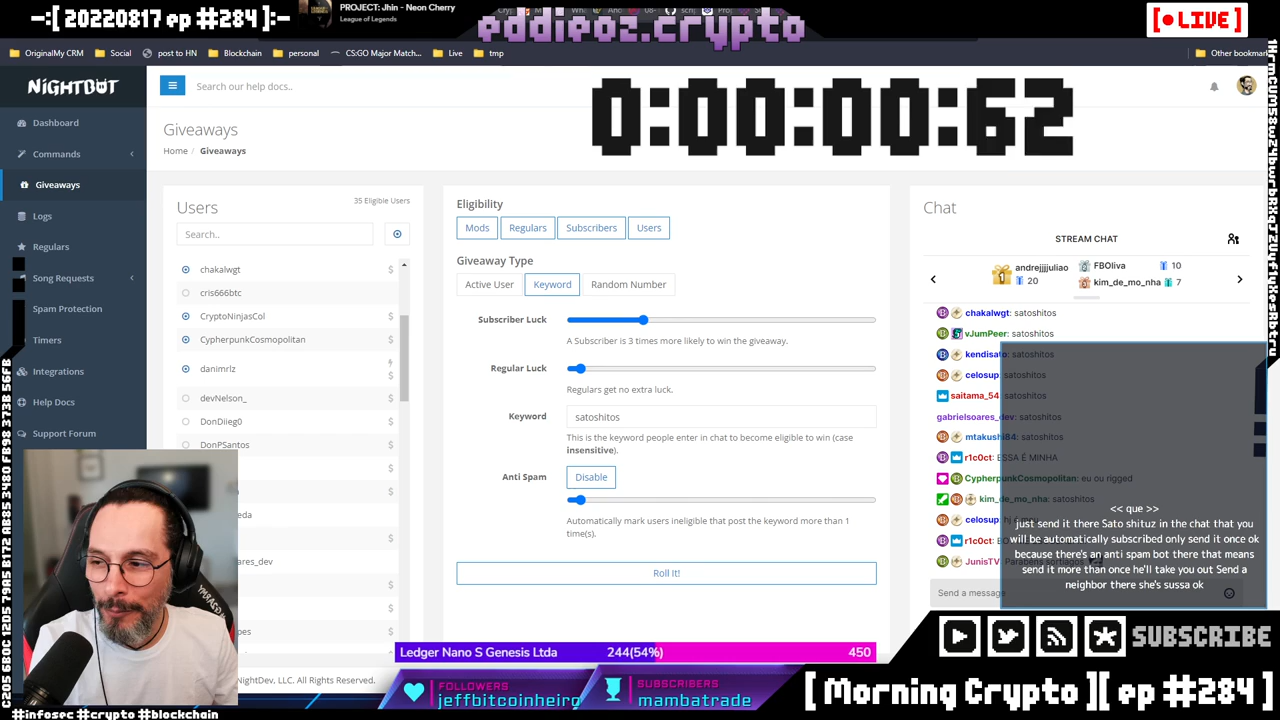 -:[ 20220817 ep #284 ]:-
PROJECT: Jhin - Neon Cherry
League of Legends
eddieoz.crypto
[ • LIVE ]
OriginalMy CRM
Social
postar to HN
Blockchain
personal
CS:GO Major Match...
Live
tmp
Other bookmar
NiGHTBOT
Search our help docs..
0:00:00:62
Dashboard
Commands
Giveaways
Logs
Regulars
Song Requests
Spam Protection
Timers
Integrations
Help Docs
Support Forum
Giveaways
Home / Giveaways
Users
35 Eligible Users
Search..
chakalwgt
cris666btc
CryptoNinjasCol
CypherpunkCosmopolitan
danimrlz
devNelson_
DonDiieg0
DonPSantos
Eligibility
Mods
Regulars
Subscribers
Users
Giveaway Type
Active User
Keyword
Random Number
Subscriber Luck
A Subscriber is 3 times more likely to win the giveaway.
Regular Luck
Regulars get no extra luck.
Keyword
satoshitos
This is the keyword people enter in chat to become eligible to win (case
insensitive).
Anti Spam
Disable
Automatically mark users ineligible that post the keyword more than 1
time(s).
Roll It!
Chat
STREAM CHAT
andrejjjjuliao
20
FBOliva 10
kim_de_mo_nha 7
chakalwgt: satoshitos
vJumPeer: satoshitos
kendisato: satoshitos
celosup: satoshitos
saitama_54: satoshitos
gabrielsoares_dev: satoshitos
mtakushi84: satoshitos
r1c0ct: ESSA É MINHA
CypherpunkCosmopolitan: eu ou rigged
kim_de_mo_nha: satoshitos
celosup:
r1c0ct:
JunisTV: Parabéns sortiagos
Send a message
<< que >>
just send it there Sato shituz in the chat that you
will be automatically subscribed only send it once ok
because there's an anti spam bot there that means
send it more than once he'll take you out Send a
neighbor there she's sussa ok
Ledger Nano S Genesis Ltda 244(54%) 450
NightDev, LLC. All Rights Reserved.
FOLLOWERS
jeffbitcoinheiro
SUBSCRIBERS
mambatrade
SUBSCRIBE
[ Morning Crypto ][ ep #284 ]
#infosec #crypto #blockchain